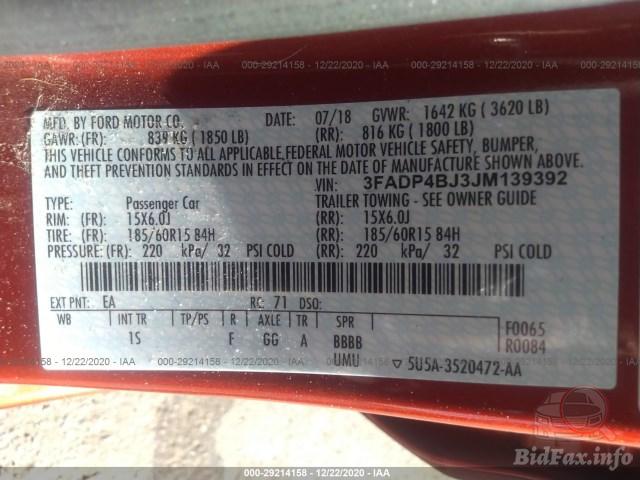 000-29214158 - 12/22/2020 - IAA
MFD. BY FORD MOTOR CO. DATE: 07/18 GVWR: 1642 KG ( 3620 LB)
GAWR: (FR) 839 KG ( 1850 LB) (RR): 816 KG ( 1800 LB)
THIS VEHICLE CONFORMS TO ALL APPLICABLE FEDERAL MOTOR VEHICLE SAFETY, BUMPER,
AND THEFT PREVENTION STANDARDS IN EFFECT ON THE DATE OF MANUFACTURE SHOWN ABOVE.
VIN: 3FADP4BJ3JM139392
TYPE: Passenger Car TRAILER TOWING - SEE OWNER GUIDE
RIM: (FR): 15X6.0J (RR): 15X6.0J
TIRE: (FR): 185/60R15 84H (RR): 185/60R15 84H
PRESSURE: (FR): 220 kPa/ 32 PSI COLD (RR): 220 kPa/ 32 PSI COLD
EXT PNT: EA RC: 71 DSO:
WB INT TR TP/PS R AXLE TR SPR F0065
1S F GG A BBBB R0084
UMU ▽ 5U5A-3520472-AA
000-29214158 - 12/22/2020 - IAA
BidFax.info
000-29214158 - 12/22/2020 - IAA